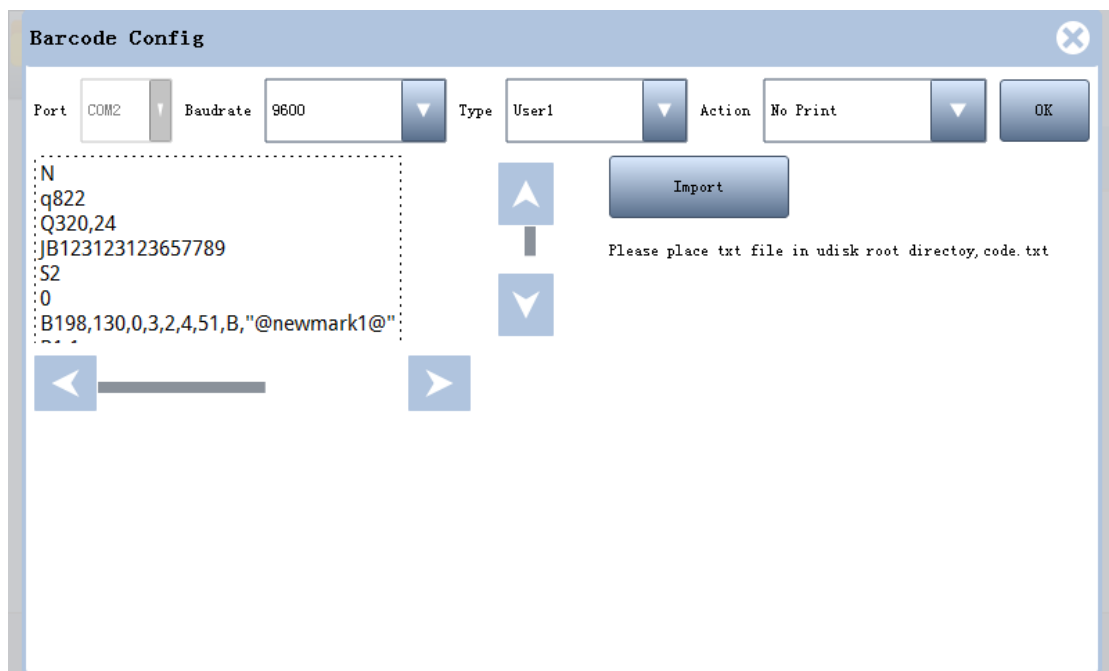 Barcode Config
Port COM2 Baudrate 9600 Type User1 Action No Print OK
N
q822
Q320,24
JB123123123657789
S2
0
B198,130,0,3,2,4,51,B,"@newmark1@"
Import
Please place txt file in udisk root directoy,code.txt